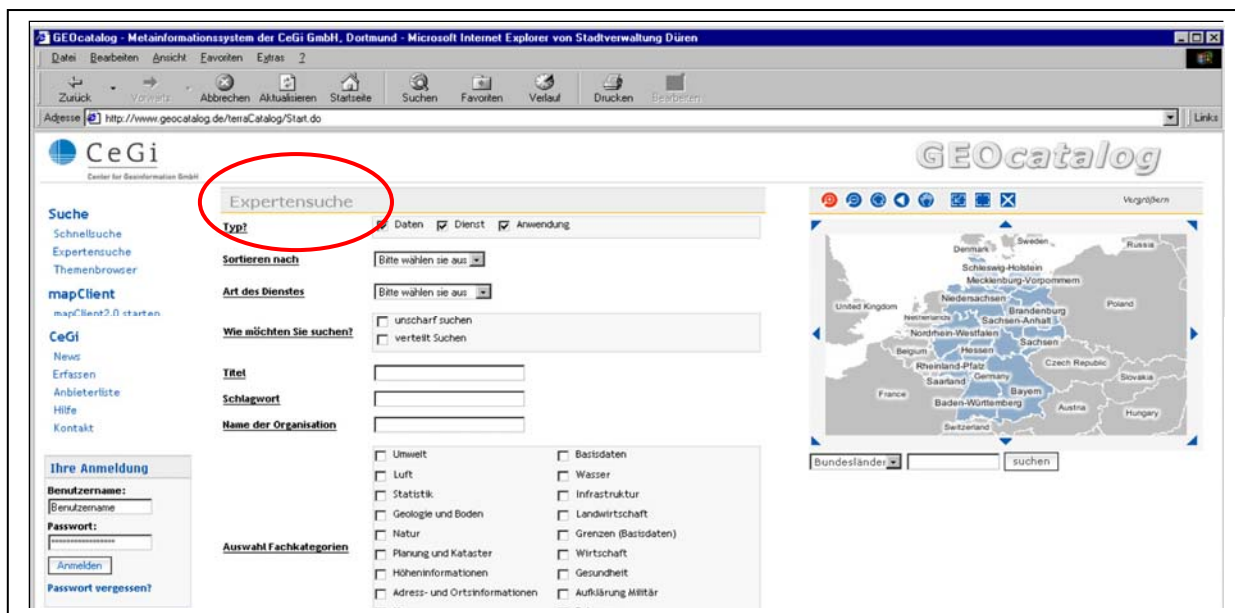 GEOcatalog - Metainformationssystem der CeGi GmbH, Dortmund - Microsoft Internet Explorer von Stadtverwaltung Düren
Datei Bearbeiten Ansicht Favoriten Extras ?
Zurück Vorwärts Abbrechen Aktualisieren Startseite Suchen Favoriten Verlauf Drucken Bearbeiten
Adresse http://www.geocatalog.de/terraCatalog/Start.do Links
CeGi
Center for Geoinformation GmbH
GEOcatalog
Suche
Schnellsuche
Expertensuche
Themenbrowser
mapClient
mapClient2.0 starten
CeGi
News
Erfassen
Anbieterliste
Hilfe
Kontakt
Ihre Anmeldung
Benutzername:
Benutzername
Passwort:
Anmelden
Passwort vergessen?
Expertensuche
Typ? Daten Dienst Anwendung
Sortieren nach Bitte wählen sie aus
Art des Dienstes Bitte wählen sie aus
Wie möchten Sie suchen? unscharf suchen
verteilt Suchen
Titel
Schlagwort
Name der Organisation
Auswahl Fachkategorien
Umwelt Basisdaten
Luft Wasser
Statistik Infrastruktur
Geologie und Boden Landwirtschaft
Natur Grenzen (Basisdaten)
Planung und Kataster Wirtschaft
Höheninformationen Gesundheit
Adress- und Ortsinformationen Aufklärung Militär
Vergrößern
Denmark Sweden Russia
Schleswig-Holstein
Mecklenburg-Vorpommern
United Kingdom Niedersachsen Poland
Brandenburg
Netherlands Sachsen-Anhalt
Nordrhein-Westfalen Sachsen
Belgium Hessen
Rheinland-Pfalz Czech Republic
Saarland Germany Slovakia
France Bayern
Baden-Württemberg Austria Hungary
Switzerland
Bundesländer suchen